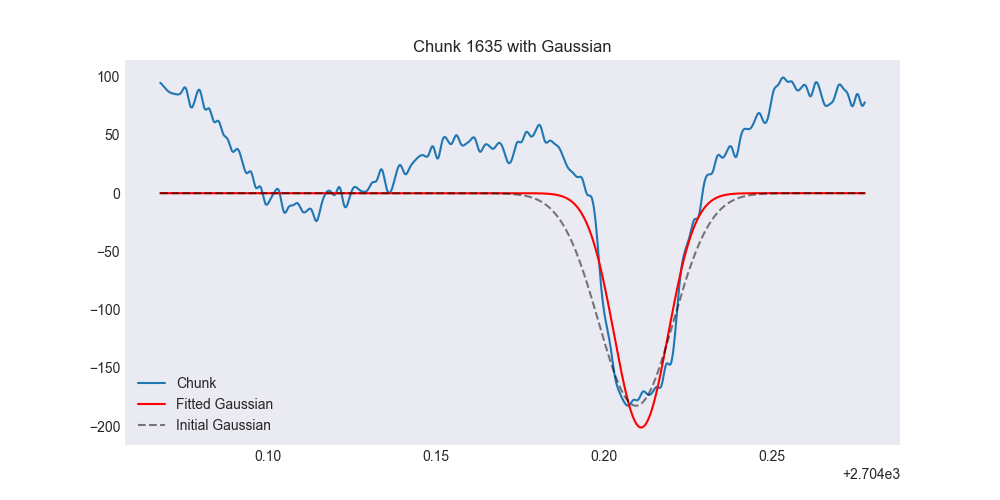 Chunk 1635 with Gaussian
100
50
0
−50
−100
−150
−200
Chunk
Fitted Gaussian
Initial Gaussian
0.10 0.15 0.20 0.25
+2.704e3